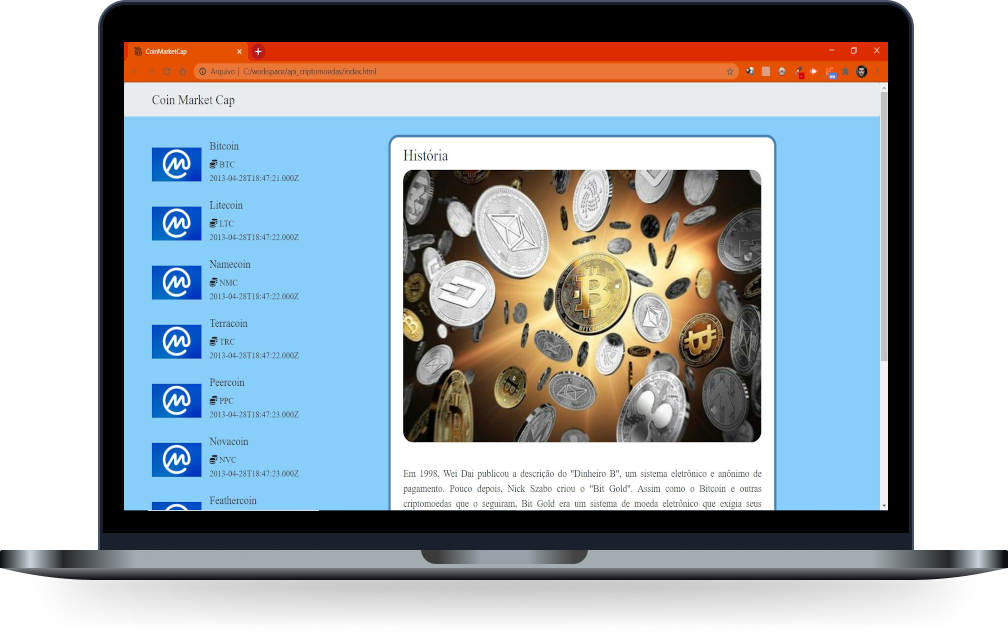 CoinMarketCap
Arquivo | C:/workspace/api_criptomoedas/index.html
Coin Market Cap
Bitcoin
BTC
2013-04-28T18:47:21.000Z
Litecoin
LTC
2013-04-28T18:47:22.000Z
Namecoin
NMC
2013-04-28T18:47:22.000Z
Terracoin
TRC
2013-04-28T18:47:22.000Z
Peercoin
PPC
2013-04-28T18:47:23.000Z
Novacoin
NVC
2013-04-28T18:47:23.000Z
Feathercoin
História
Em 1998, Wei Dai publicou a descrição do "Dinheiro B", um sistema eletrônico e anônimo de
pagamento. Pouco depois, Nick Szabo criou o "Bit Gold". Assim como o Bitcoin e outras
criptomoedas que o seguiram, Bit Gold era um sistema de moeda eletrônico que exigia seus